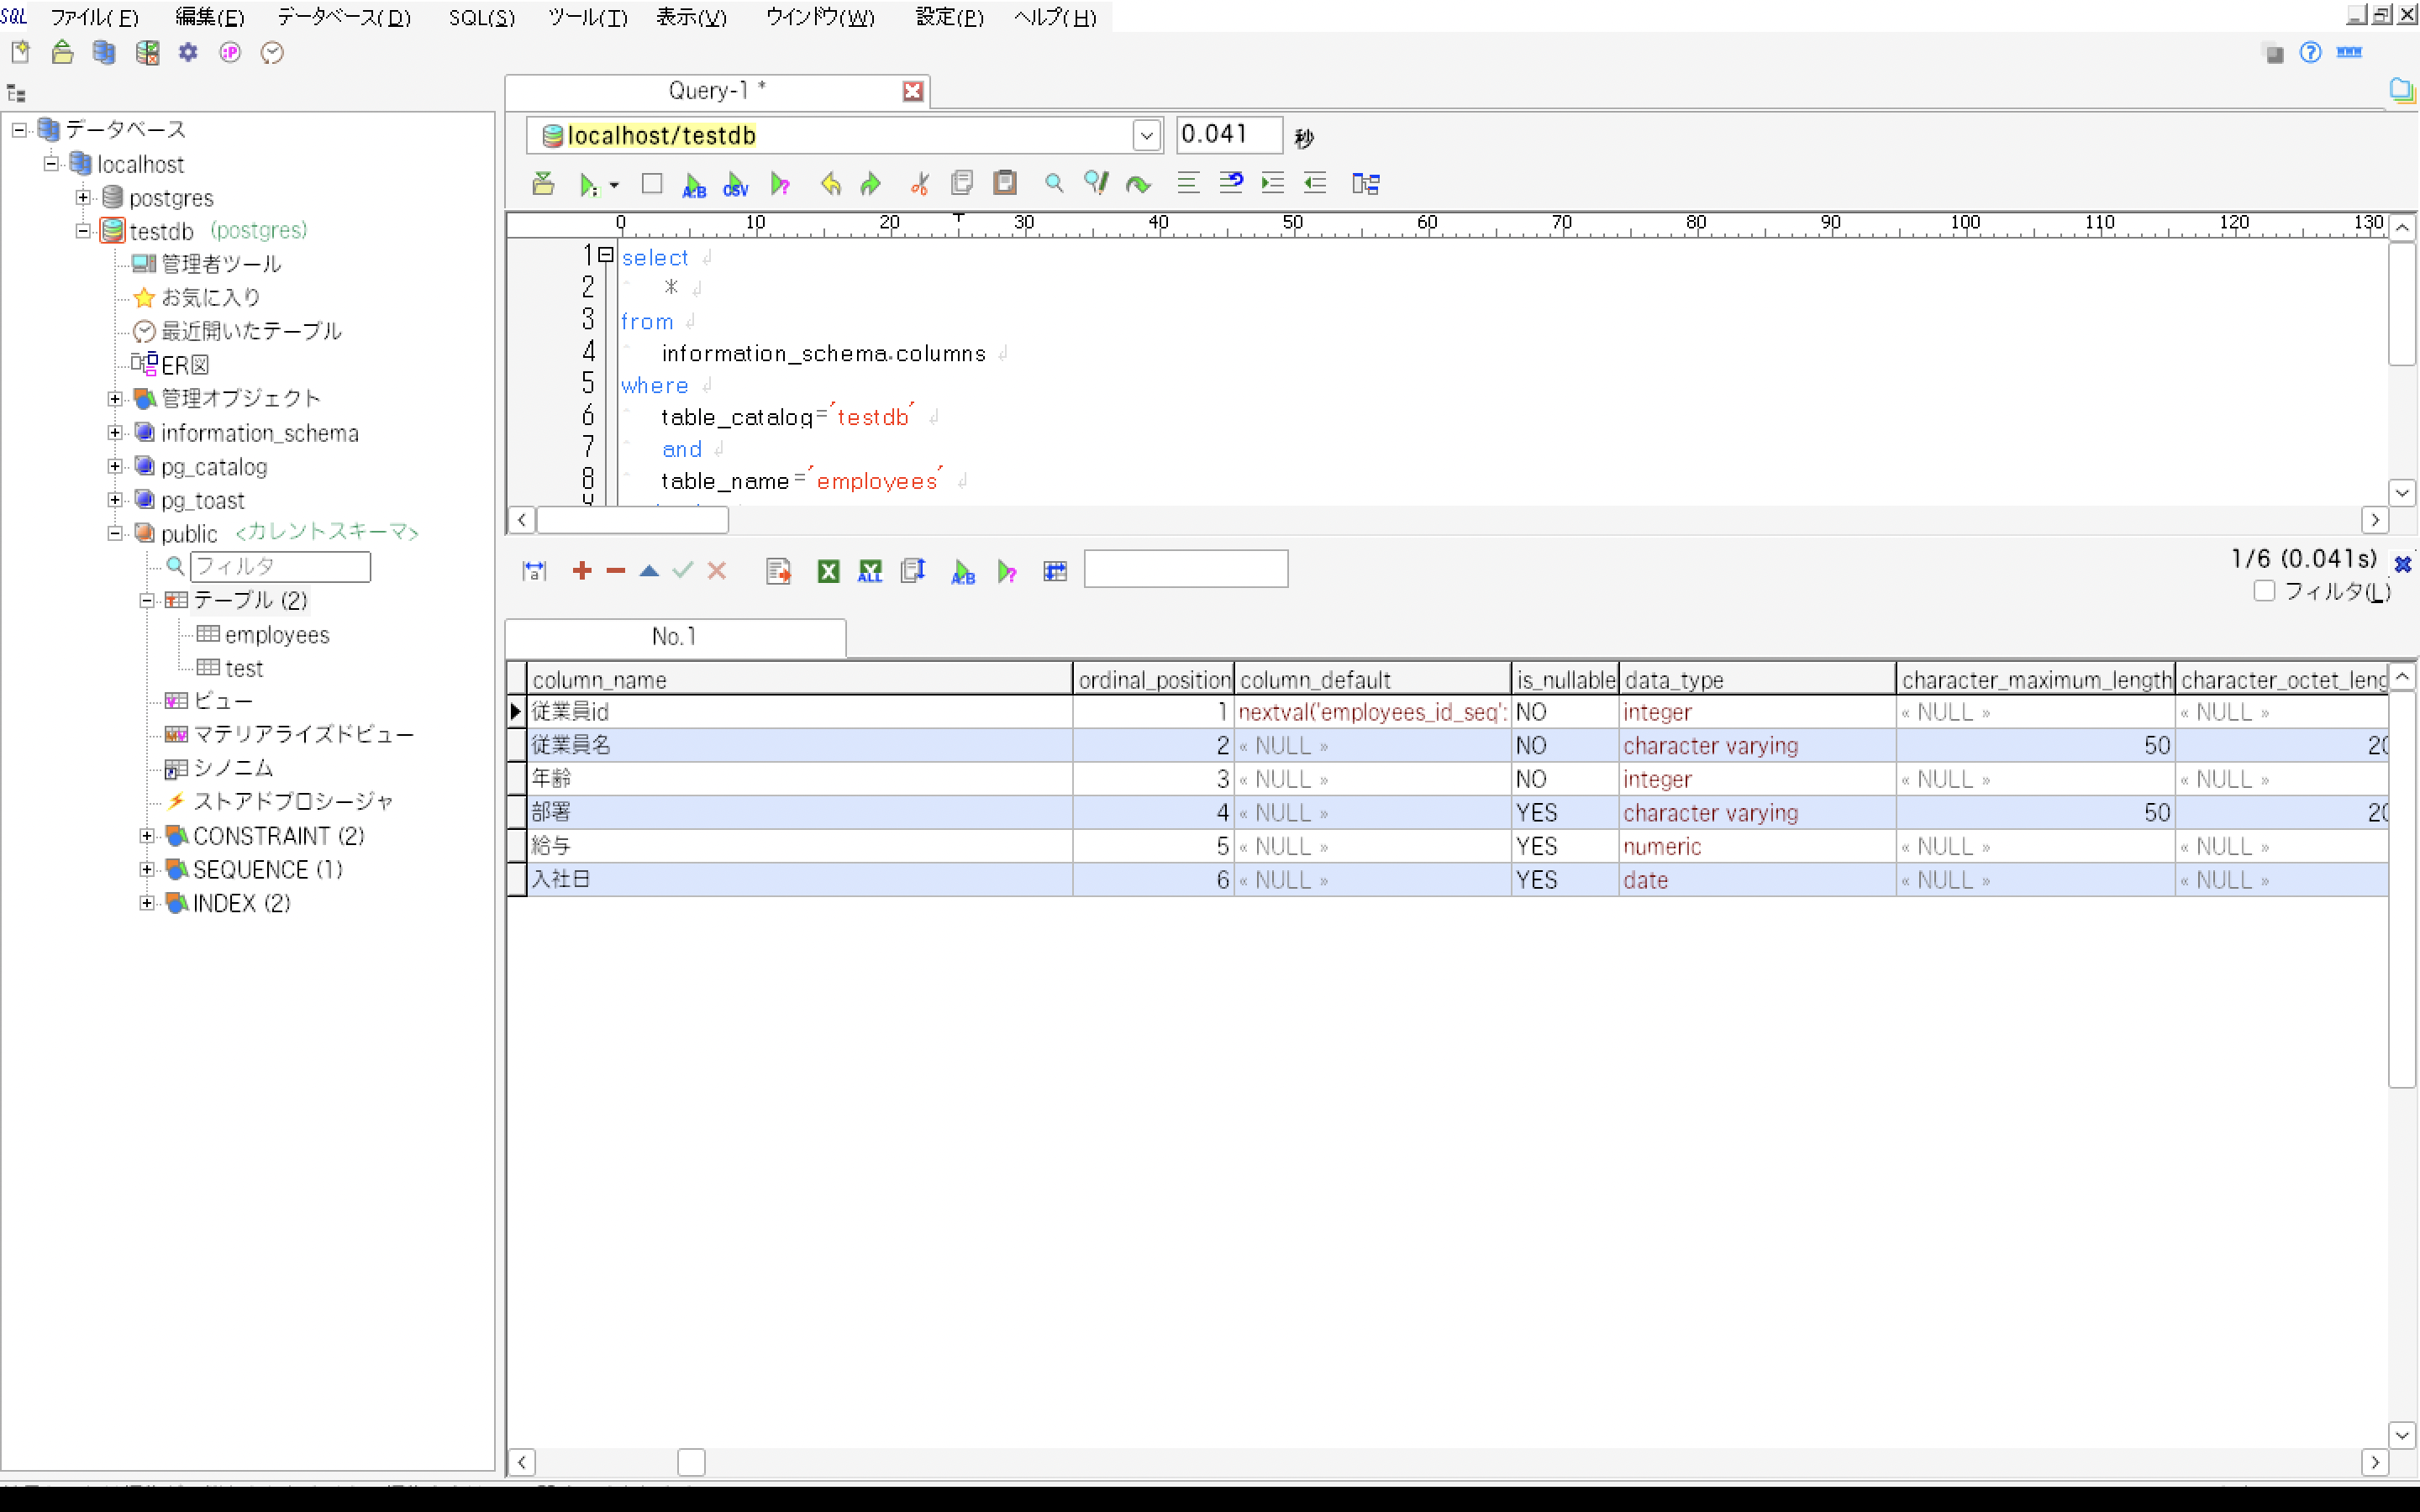 SQL ファイル(F) 編集(E) データベース(D) SQL(S) ツール(T) 表示(V) ウインドウ(W) 設定(P) ヘルプ(H)
Query-1 *
localhost/testdb 0.041 秒
データベース
localhost
postgres
testdb (postgres)
管理者ツール
お気に入り
最近開いたテーブル
ER図
管理オブジェクト
information_schema
pg_catalog
pg_toast
public <カレントスキーマ>
フィルタ
テーブル (2)
employees
test
ビュー
マテリアライズドビュー
シノニム
ストアドプロシージャ
CONSTRAINT (2)
SEQUENCE (1)
INDEX (2)
A:B CSV
0 10 20 30 40 50 60 70 80 90 100 110 120 130
1 select
2 *
3 from
4 information_schema.columns
5 where
6 table_catalog='testdb'
7 and
8 table_name='employees'
ALL A:B
1/6 (0.041s)
フィルタ(L)
No.1
column_name ordinal_position column_default is_nullable data_type character_maximum_length character_octet_leng
従業員id 1 nextval('employees_id_seq': NO integer « NULL » « NULL »
従業員名 2 « NULL » NO character varying 50 20
年齢 3 « NULL » NO integer « NULL » « NULL »
部署 4 « NULL » YES character varying 50 20
給与 5 « NULL » YES numeric « NULL » « NULL »
入社日 6 « NULL » YES date « NULL » « NULL »